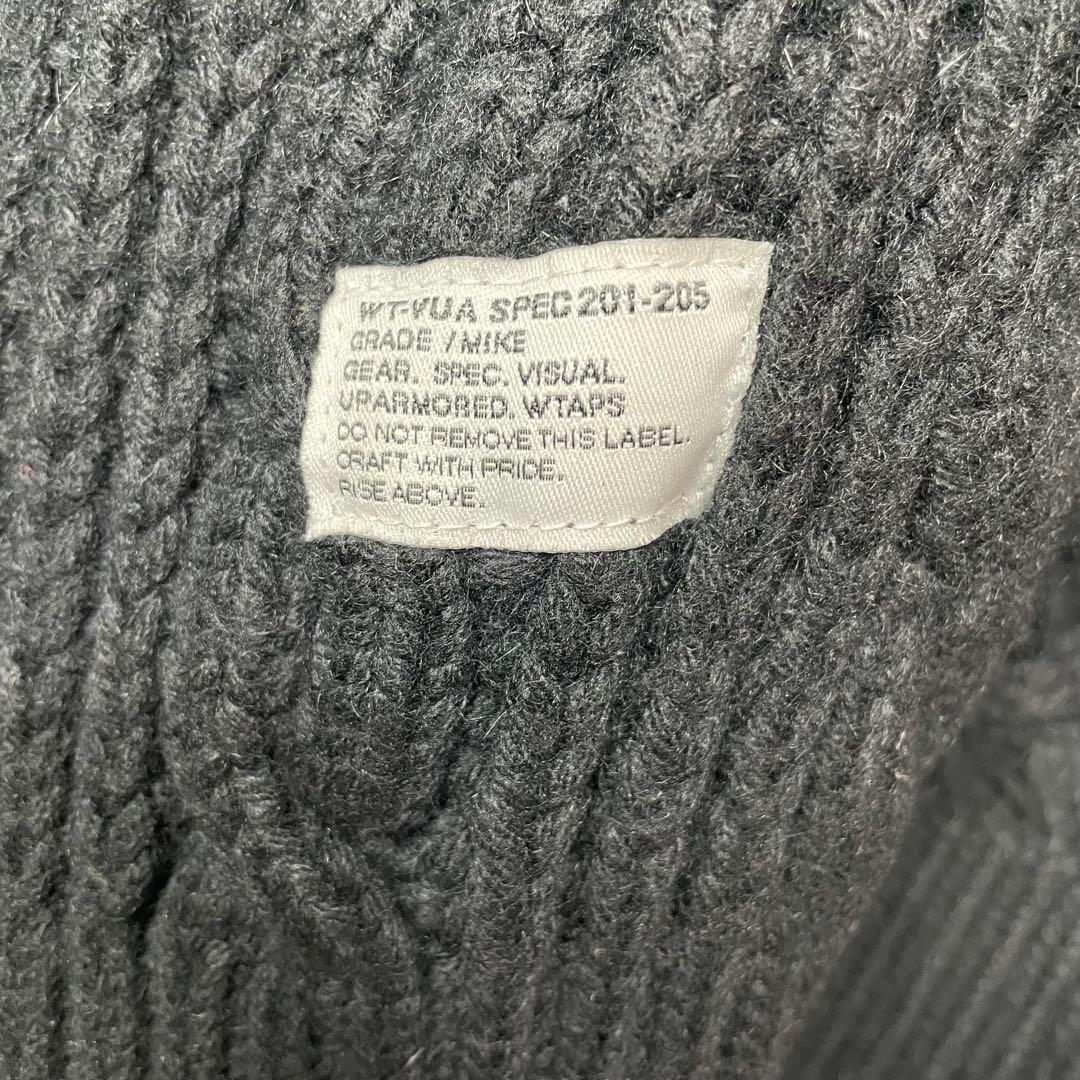 WT-VUA SPEC 201-205
GRADE / MIKE
GEAR. SPEC. VISUAL.
UPARMORED. WTAPS
DO NOT REMOVE THIS LABEL.
CRAFT WITH PRIDE.
RISE ABOVE.